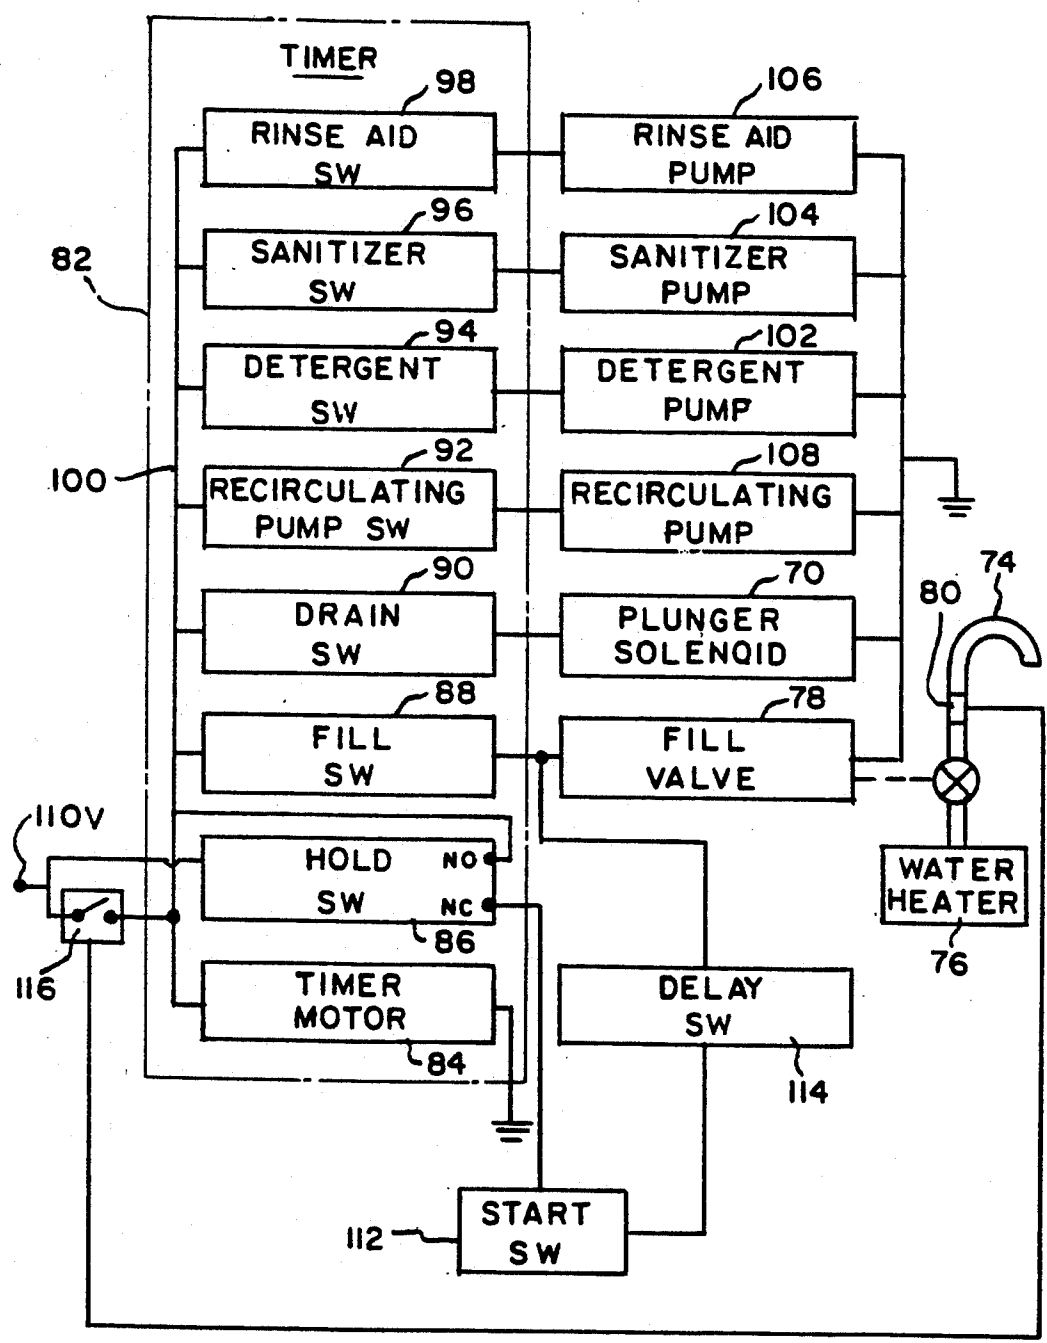 TIMER
98
106
RINSE AID
SW
RINSE AID
PUMP
96
104
82
SANITIZER
SW
SANITIZER
PUMP
94
102
DETERGENT
SW
DETERGENT
PUMP
92
108
100
RECIRCULATING
PUMP SW
RECIRCULATING
PUMP
90
70
74
80
DRAIN
SW
PLUNGER
SOLENOID
88
78
FILL
SW
FILL
VALVE
110V
HOLD
SW
NO
NC
86
WATER
HEATER
76
116
TIMER
MOTOR
84
DELAY
SW
114
START
SW
112